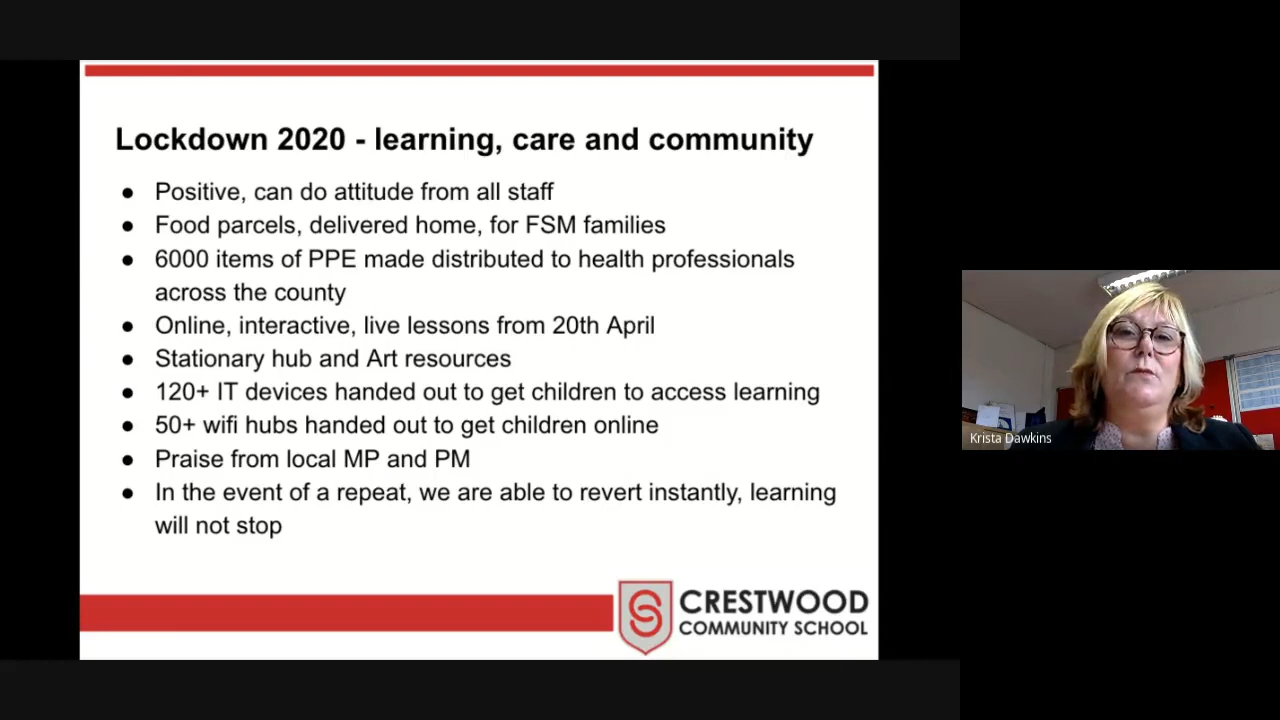 Lockdown 2020 - learning, care and community
● Positive, can do attitude from all staff
● Food parcels, delivered home, for FSM families
● 6000 items of PPE made distributed to health professionals
across the county
● Online, interactive, live lessons from 20th April
● Stationary hub and Art resources
● 120+ IT devices handed out to get children to access learning
● 50+ wifi hubs handed out to get children online
● Praise from local MP and PM
● In the event of a repeat, we are able to revert instantly, learning
will not stop
CRESTWOOD
COMMUNITY SCHOOL
Krista Dawkins